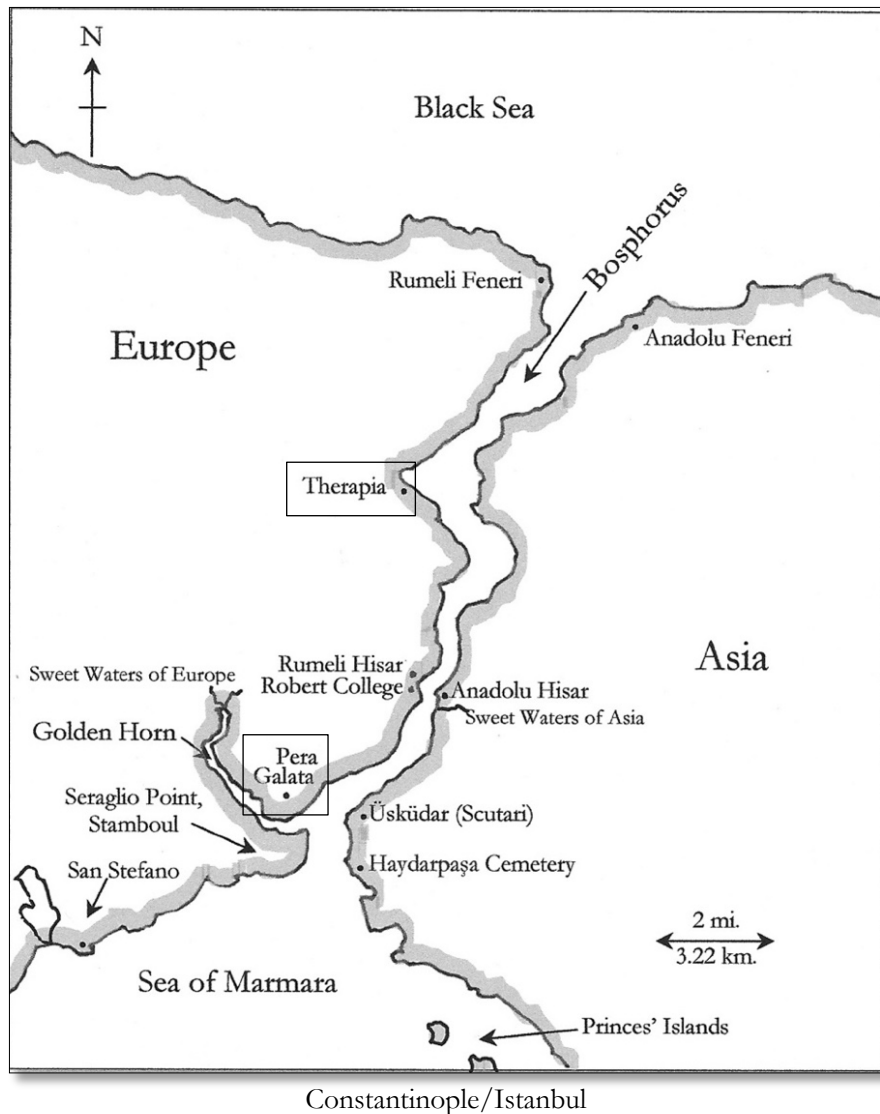 N
Black Sea
Bosphorus
Rumeli Feneri
Anadolu Feneri
Europe
Therapia
Rumeli Hisar
Robert College
Asia
Sweet Waters of Europe
Anadolu Hisar
Sweet Waters of Asia
Golden Horn
Pera
Galata
Seraglio Point,
Stamboul
Üsküdar (Scutari)
San Stefano
Haydarpaşa Cemetery
2 mi.
3.22 km.
Sea of Marmara
Princes' Islands
Constantinople/Istanbul